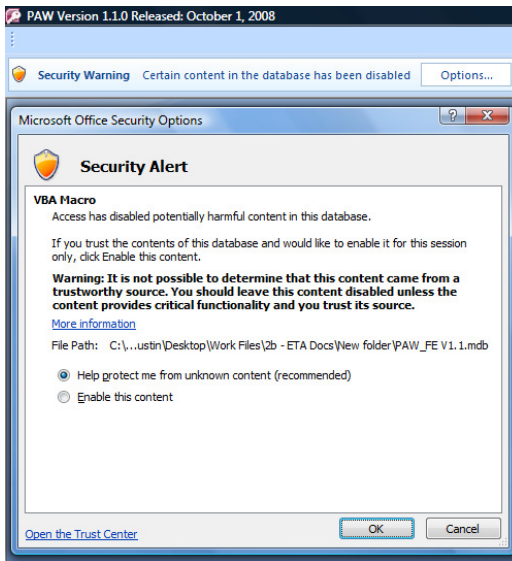 PAW Version 1.1.0 Released: October 1, 2008
Security Warning Certain content in the database has been disabled Options...
Microsoft Office Security Options
Security Alert
VBA Macro
Access has disabled potentially harmful content in this database.
If you trust the contents of this database and would like to enable it for this session
only, click Enable this content.
Warning: It is not possible to determine that this content came from a
trustworthy source. You should leave this content disabled unless the
content provides critical functionality and you trust its source.
More information
File Path: C:\...ustin\Desktop\Work Files\2b - ETA Docs\New folder\PAW_FE V1.1.mdb
Help protect me from unknown content (recommended)
Enable this content
Open the Trust Center OK Cancel